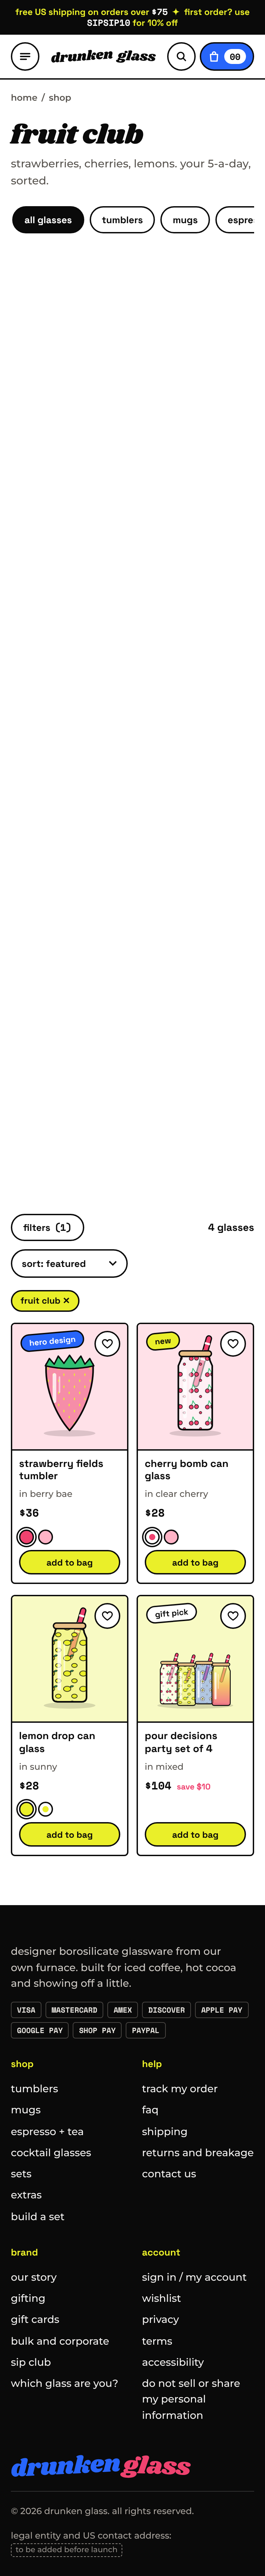 free US shipping on orders over $75 ✦ first order? use
SIPSIP10 for 10% off
drunken glass
00
home / shop
fruit club
strawberries, cherries, lemons. your 5-a-day,
sorted.
all glasses
tumblers
mugs
espre
filters (1)
4 glasses
sort: featured
fruit club ✕
hero design
new
strawberry fields
tumbler
in berry bae
$36
add to bag
cherry bomb can
glass
in clear cherry
$28
add to bag
gift pick
lemon drop can
glass
in sunny
$28
add to bag
pour decisions
party set of 4
in mixed
$104 save $10
add to bag
designer borosilicate glassware from our
own furnace. built for iced coffee, hot cocoa
and showing off a little.
VISA
MASTERCARD
AMEX
DISCOVER
APPLE PAY
GOOGLE PAY
SHOP PAY
PAYPAL
shop
tumblers
mugs
espresso + tea
cocktail glasses
sets
extras
build a set
help
track my order
faq
shipping
returns and breakage
contact us
brand
our story
gifting
gift cards
bulk and corporate
sip club
which glass are you?
account
sign in / my account
wishlist
privacy
terms
accessibility
do not sell or share
my personal
information
drunken glass
© 2026 drunken glass. all rights reserved.
legal entity and US contact address:
to be added before launch